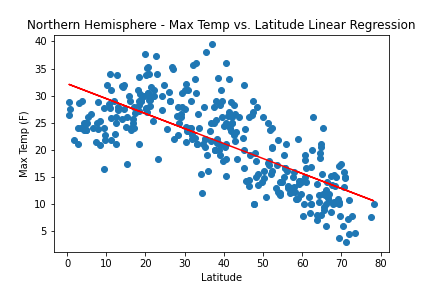 Northern Hemisphere - Max Temp vs. Latitude Linear Regression
40
35
30
25
20
15
10
5
Max Temp (F)
0 10 20 30 40 50 60 70 80
Latitude